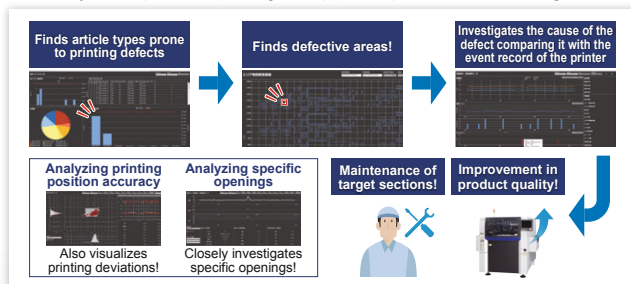 Finds article types prone
to printing defects
Finds defective areas!
Investigates the cause of the
defect comparing it with the
event record of the printer
Analyzing printing
position accuracy
Also visualizes
printing deviations!
Analyzing specific
openings
Closely investigates
specific openings!
Maintenance of
target sections!
Improvement in
product quality!